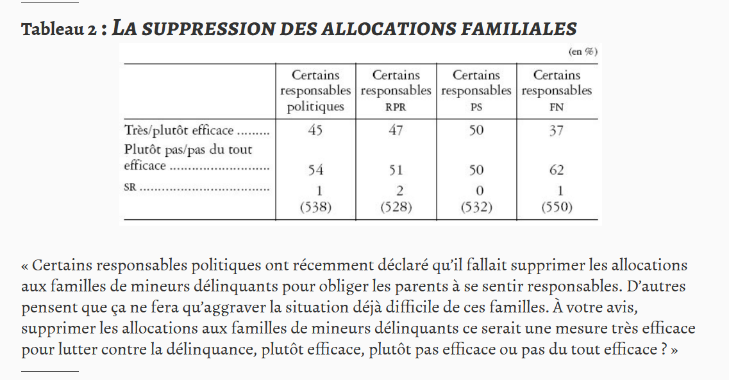 Tableau 2 : LA SUPPRESSION DES ALLOCATIONS FAMILIALES
(en %)
Certains responsables politiques Certains responsables RPR Certains responsables PS Certains responsables FN
Très/plutôt efficace ......... 45 47 50 37
Plutôt pas/pas du tout
efficace ........................... 54 51 50 62
SR ................................... 1 2 0 1
(538) (528) (532) (550)
« Certains responsables politiques ont récemment déclaré qu’il fallait supprimer les allocations
aux familles de mineurs délinquants pour obliger les parents à se sentir responsables. D’autres
pensent que ça ne fera qu’aggraver la situation déjà difficile de ces familles. À votre avis,
supprimer les allocations aux familles de mineurs délinquants ce serait une mesure très efficace
pour lutter contre la délinquance, plutôt efficace, plutôt pas efficace ou pas du tout efficace ? »